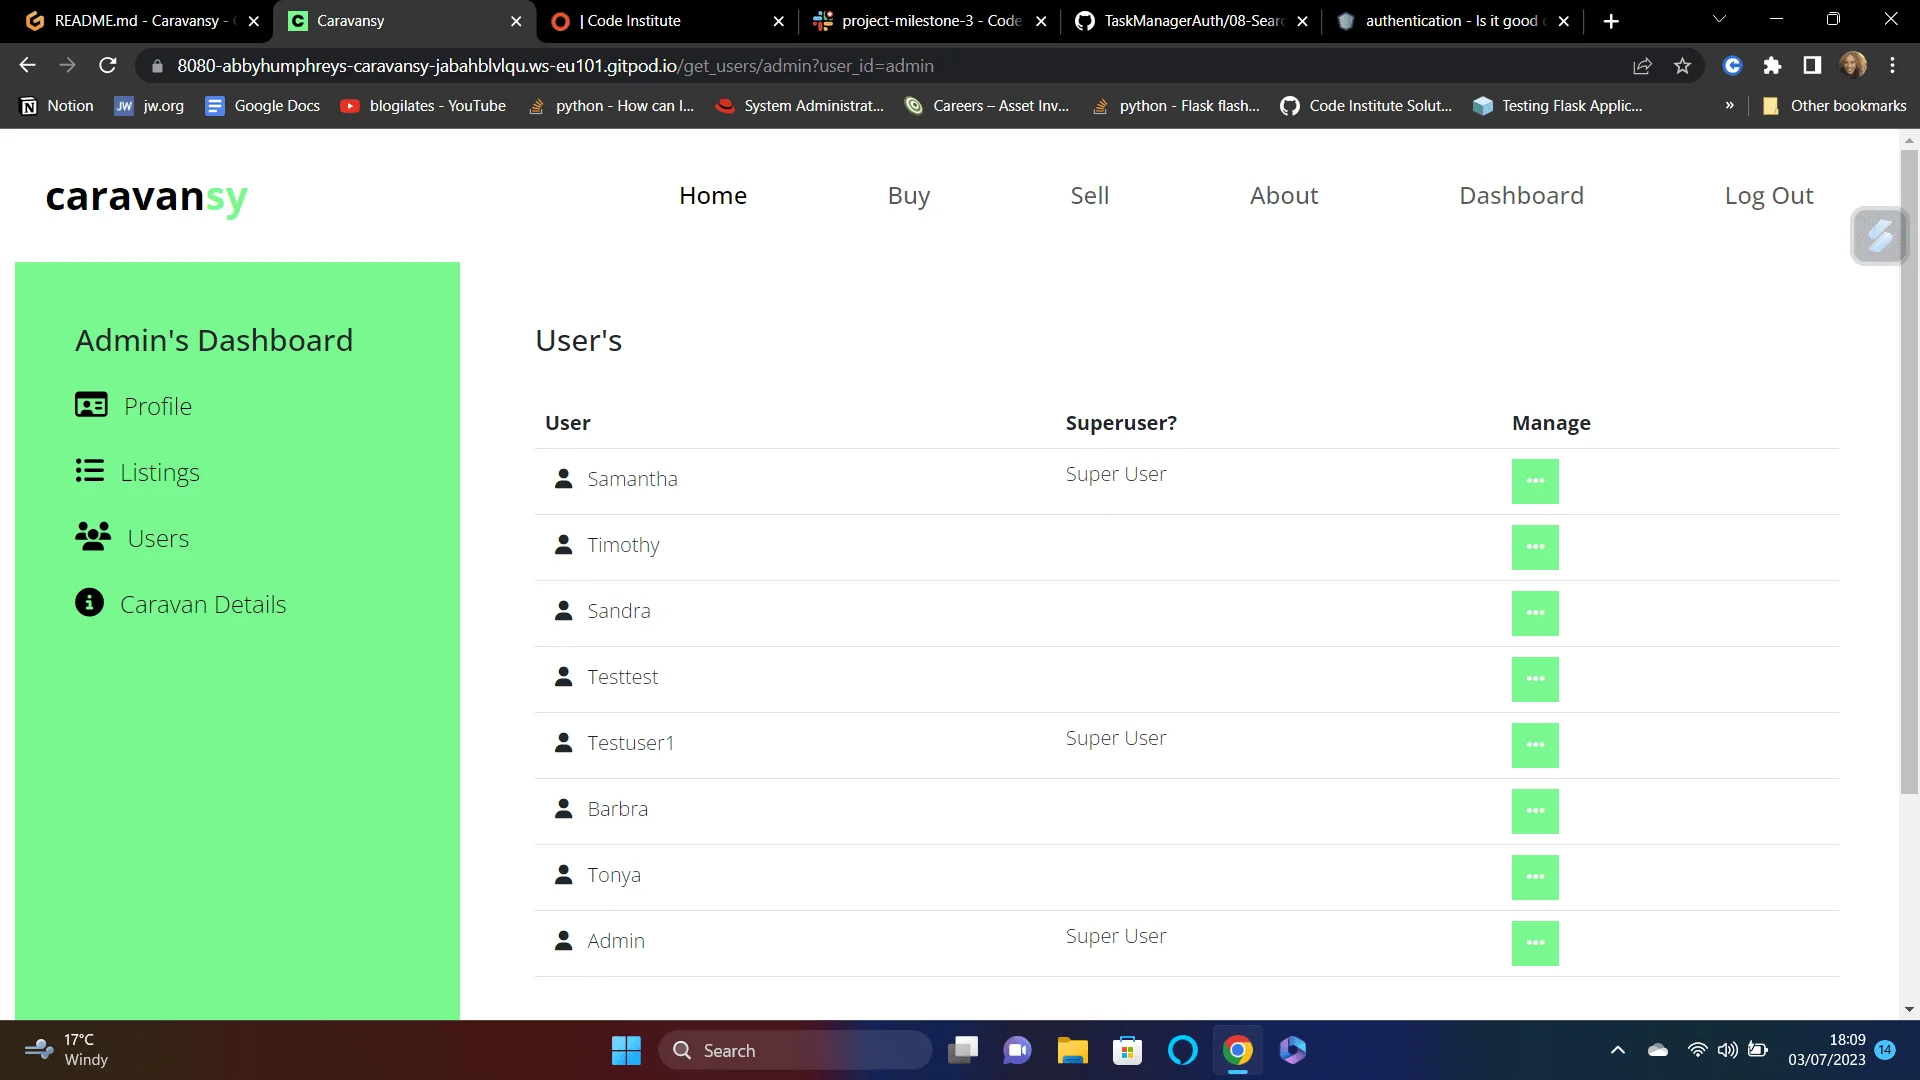 README.md - Caravansy -
Caravansy
| Code Institute
project-milestone-3 - Code
TaskManagerAuth/08-Sear
authentication - Is it good
8080-abbyhumphreys-caravansy-jabahblvlqu.ws-eu101.gitpod.io/get_users/admin?user_id=admin
Notion
JW jw.org
Google Docs
blogilates - YouTube
python - How can I...
System Administrat...
Careers – Asset Inv...
python - Flask flash...
Code Institute Solut...
Testing Flask Applic...
»
Other bookmarks
caravansy
Home
Buy
Sell
About
Dashboard
Log Out
Admin's Dashboard
Profile
Listings
Users
Caravan Details
User's
User Superuser? Manage
Samantha Super User ...
Timothy ...
Sandra ...
Testtest ...
Testuser1 Super User ...
Barbra ...
Tonya ...
Admin Super User ...
17°C
Windy
Search
18:09
03/07/2023
14